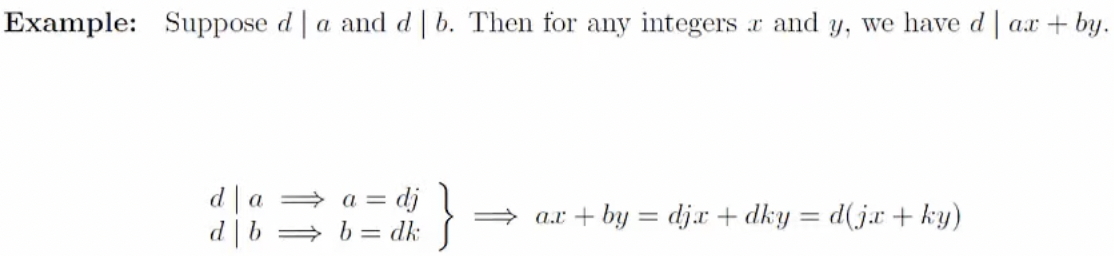 Example: Suppose d | a and d | b. Then for any integers x and y, we have d | ax + by.
d | a ⟹ a = dj
d | b ⟹ b = dk
} ⟹ ax + by = djx + dky = d(jx + ky)